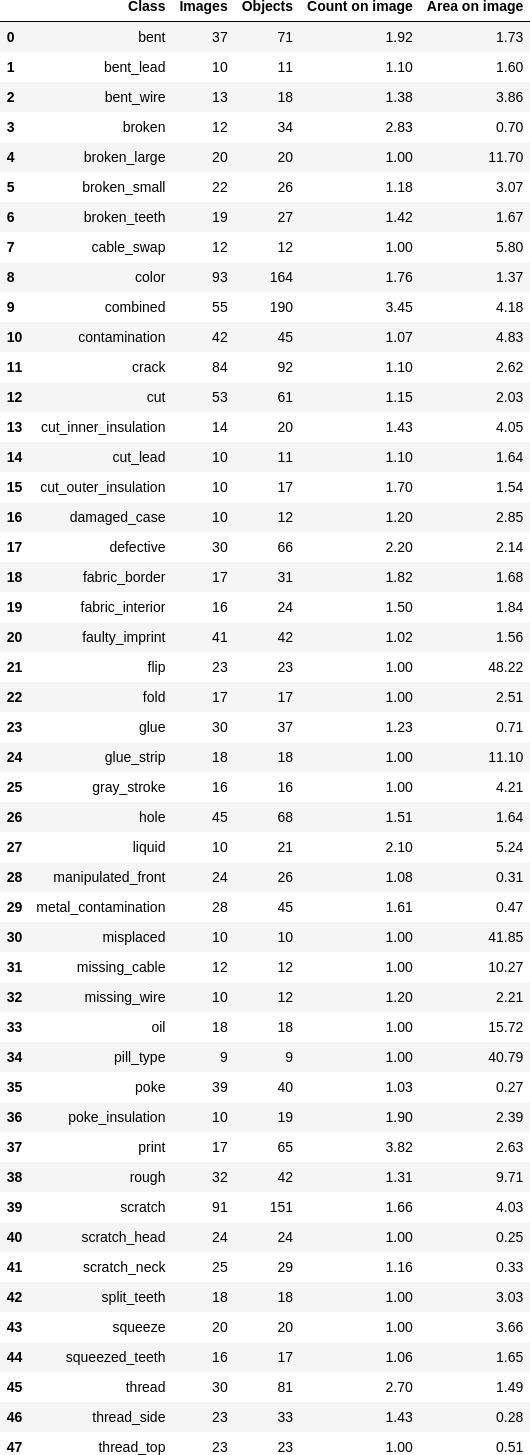 Class Images Objects Count on image Area on image
0 bent 37 71 1.92 1.73
1 bent_lead 10 11 1.10 1.60
2 bent_wire 13 18 1.38 3.86
3 broken 12 34 2.83 0.70
4 broken_large 20 20 1.00 11.70
5 broken_small 22 26 1.18 3.07
6 broken_teeth 19 27 1.42 1.67
7 cable_swap 12 12 1.00 5.80
8 color 93 164 1.76 1.37
9 combined 55 190 3.45 4.18
10 contamination 42 45 1.07 4.83
11 crack 84 92 1.10 2.62
12 cut 53 61 1.15 2.03
13 cut_inner_insulation 14 20 1.43 4.05
14 cut_lead 10 11 1.10 1.64
15 cut_outer_insulation 10 17 1.70 1.54
16 damaged_case 10 12 1.20 2.85
17 defective 30 66 2.20 2.14
18 fabric_border 17 31 1.82 1.68
19 fabric_interior 16 24 1.50 1.84
20 faulty_imprint 41 42 1.02 1.56
21 flip 23 23 1.00 48.22
22 fold 17 17 1.00 2.51
23 glue 30 37 1.23 0.71
24 glue_strip 18 18 1.00 11.10
25 gray_stroke 16 16 1.00 4.21
26 hole 45 68 1.51 1.64
27 liquid 10 21 2.10 5.24
28 manipulated_front 24 26 1.08 0.31
29 metal_contamination 28 45 1.61 0.47
30 misplaced 10 10 1.00 41.85
31 missing_cable 12 12 1.00 10.27
32 missing_wire 10 12 1.20 2.21
33 oil 18 18 1.00 15.72
34 pill_type 9 9 1.00 40.79
35 poke 39 40 1.03 0.27
36 poke_insulation 10 19 1.90 2.39
37 print 17 65 3.82 2.63
38 rough 32 42 1.31 9.71
39 scratch 91 151 1.66 4.03
40 scratch_head 24 24 1.00 0.25
41 scratch_neck 25 29 1.16 0.33
42 split_teeth 18 18 1.00 3.03
43 squeeze 20 20 1.00 3.66
44 squeezed_teeth 16 17 1.06 1.65
45 thread 30 81 2.70 1.49
46 thread_side 23 33 1.43 0.28
47 thread_top 23 23 1.00 0.51